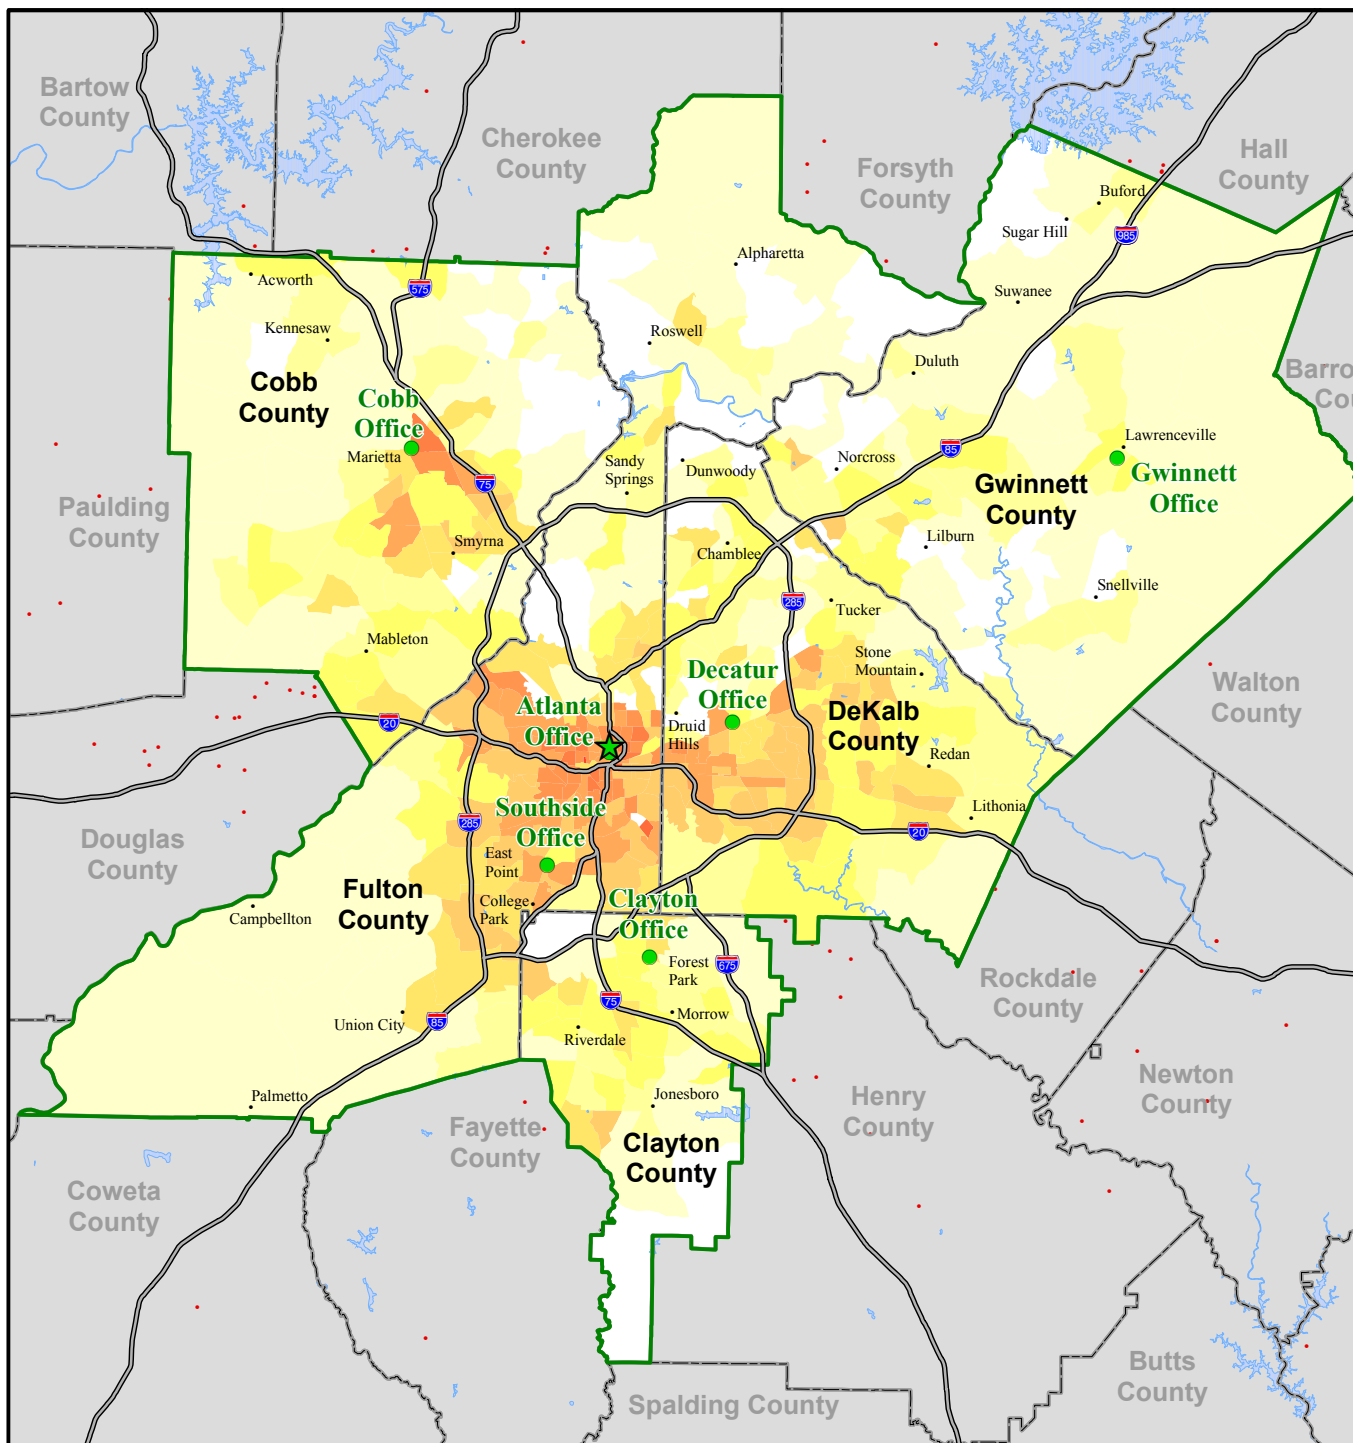 Bartow
County
Cherokee
County
Forsyth
County
Hall
County
Buford
Sugar Hill
985
Alpharetta
Acworth
575
Suwanee
Kennesaw
Roswell
Duluth
Barro
Cou
Cobb
County
Cobb
Office
Marietta
Lawrenceville
85
Norcross
Sandy
Springs
Dunwoody
Gwinnett
Office
75
Gwinnett
County
Paulding
County
Smyrna
Chamblee
Lilburn
Snellville
285
Tucker
Mableton
Stone
Mountain
Decatur
Office
Walton
County
Atlanta
Office
Druid
Hills
DeKalb
County
20
Redan
Southside
Office
Lithonia
285
20
Douglas
County
East
Point
Fulton
County
College
Park
Clayton
Office
Campbellton
Forest
Park
675
Rockdale
County
75
Morrow
Union City
85
Riverdale
Newton
County
Palmetto
Jonesboro
Henry
County
Fayette
County
Clayton
County
Coweta
County
Butts
County
Spalding County